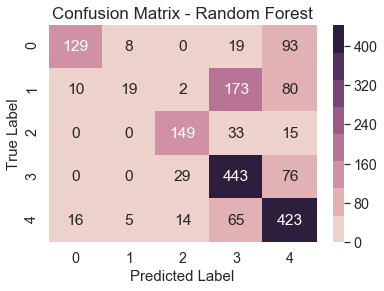 Confusion Matrix - Random Forest
True Label
0 129 8 0 19 93
1 10 19 2 173 80
2 0 0 149 33 15
3 0 0 29 443 76
4 16 5 14 65 423
0 1 2 3 4
Predicted Label
400
320
240
160
80
0